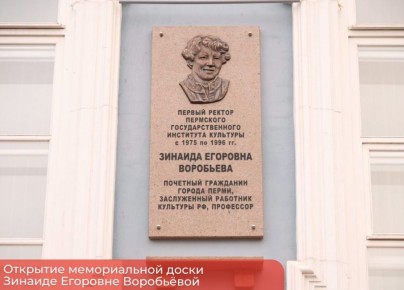 ПЕРВЫЙ РЕКТОР
ПЕРМСКОГО
ГОСУДАРСТВЕННОГО
ИНСТИТУТА КУЛЬТУРЫ
с 1975 по 1996 гг.
ЗИНАИДА ЕГОРОВНА
ВОРОБЬЕВА
ПОЧЕТНЫЙ ГРАЖДАНИН
ГОРОДА ПЕРМИ,
ЗАСЛУЖЕННЫЙ РАБОТНИК
КУЛЬТУРЫ РФ, ПРОФЕССОР
Открытие мемориальной доски
Зинаиде Егоровне Воробьёвой